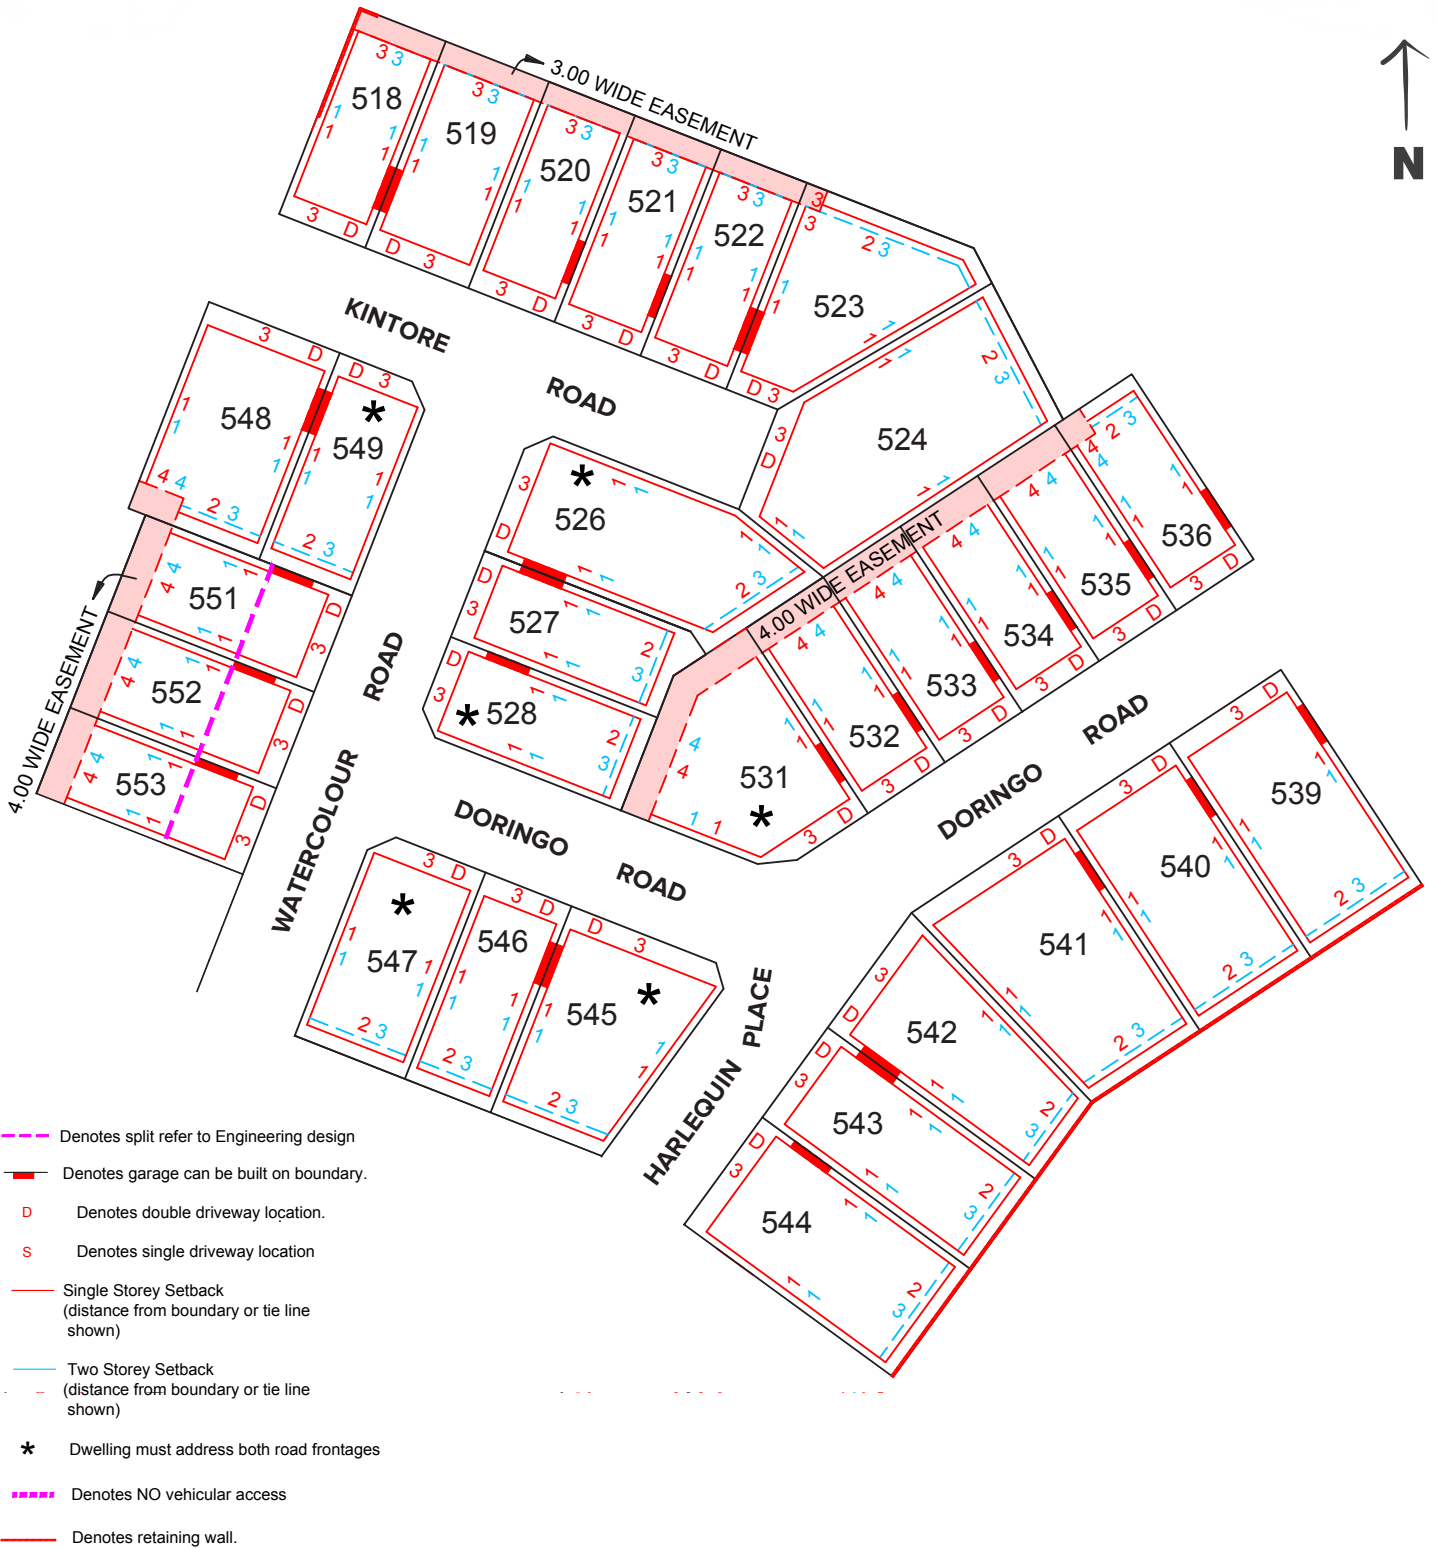 3.00 WIDE EASEMENT
N
518
519
520
521
522
523
524
KINTORE
ROAD
548
549
526
527
528
551
552
553
4.00 WIDE EASEMENT
4.00 WIDE EASEMENT
531
532
533
534
535
536
WATERCOLOUR
ROAD
DORINGO
ROAD
DORINGO
ROAD
547
546
545
HARLEQUIN PLACE
539
540
541
542
543
544
Denotes split refer to Engineering design
Denotes garage can be built on boundary.
D Denotes double driveway location.
S Denotes single driveway location
Single Storey Setback
(distance from boundary or tie line
shown)
Two Storey Setback
(distance from boundary or tie line
shown)
* Dwelling must address both road frontages
Denotes NO vehicular access
Denotes retaining wall.